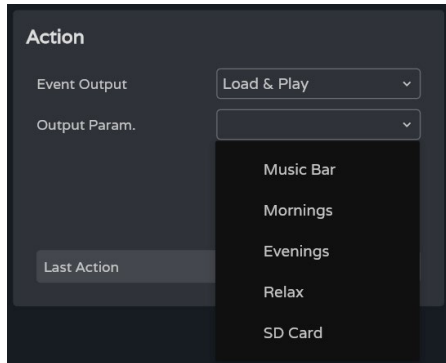 Action
Event Output
Load & Play
Output Param.
Music Bar
Mornings
Evenings
Last Action
Relax
SD Card